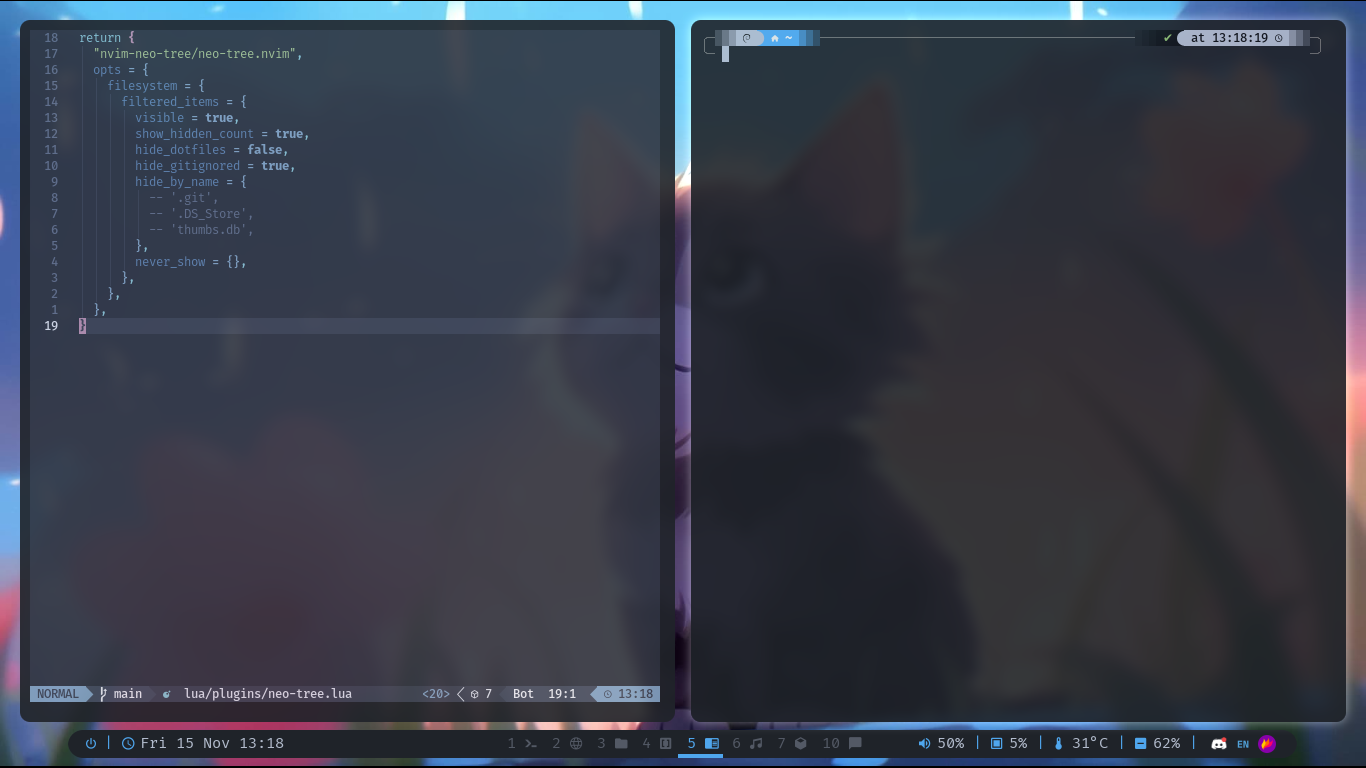 18 return {
17 "nvim-neo-tree/neo-tree.nvim",
16 opts = {
15 filesystem = {
14 filtered_items = {
13 visible = true,
12 show_hidden_count = true,
11 hide_dotfiles = false,
10 hide_gitignored = true,
9 hide_by_name = {
8 -- '.git',
7 -- '.DS_Store',
6 -- 'thumbs.db',
5 },
4 never_show = {},
3 },
2 },
1 },
19 }
NORMAL main lua/plugins/neo-tree.lua <20> 7 Bot 19:1 13:18
~ ✔ at 13:18:19
Fri 15 Nov 13:18 1 2 3 4 5 6 7 10 50% 5% 31°C 62% EN